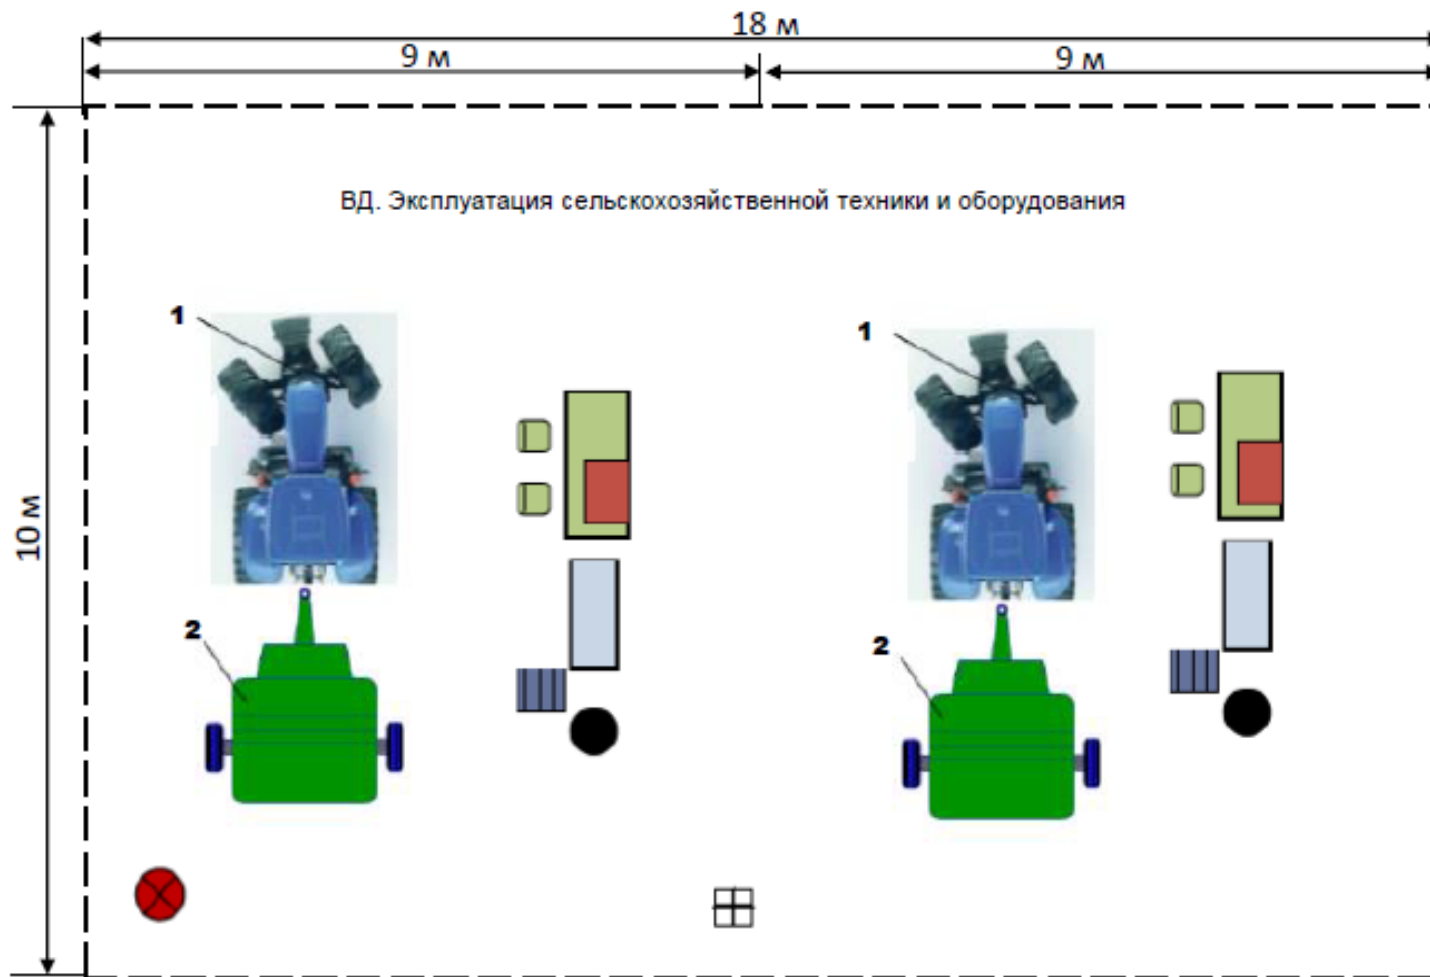 18 м
9 м
9 м
ВД. Эксплуатация сельскохозяйственной техники и оборудования
1
1
10 м
2
2